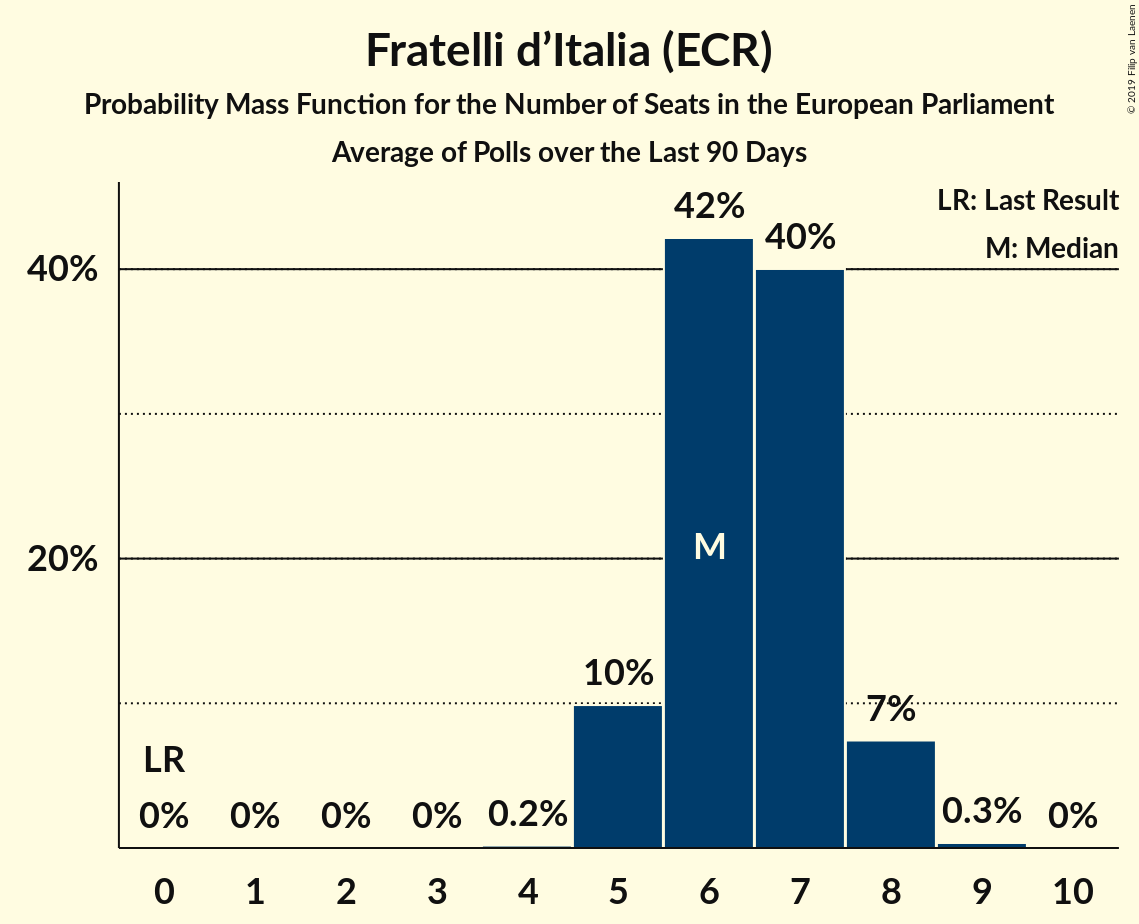 Fratelli d’Italia (ECR)
Probability Mass Function for the Number of Seats in the European Parliament
Average of Polls over the Last 90 Days
© 2019 Filip van Laenen
LR: Last Result
M: Median
42%
40%
40%
M
20%
10%
7%
LR
0% 0% 0% 0% 0.2% 0.3% 0%
0 1 2 3 4 5 6 7 8 9 10